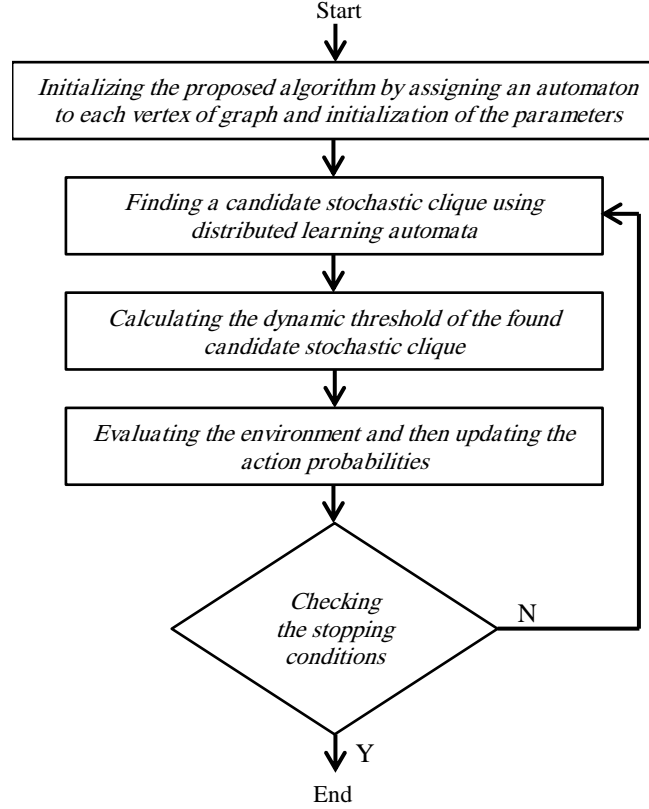 Start
Initializing the proposed algorithm by assigning an automaton
to each vertex of graph and initialization of the parameters
Finding a candidate stochastic clique using
distributed learning automata
Calculating the dynamic threshold of the found
candidate stochastic clique
Evaluating the environment and then updating the
action probabilities
Checking
the stopping
conditions
N
Y
End